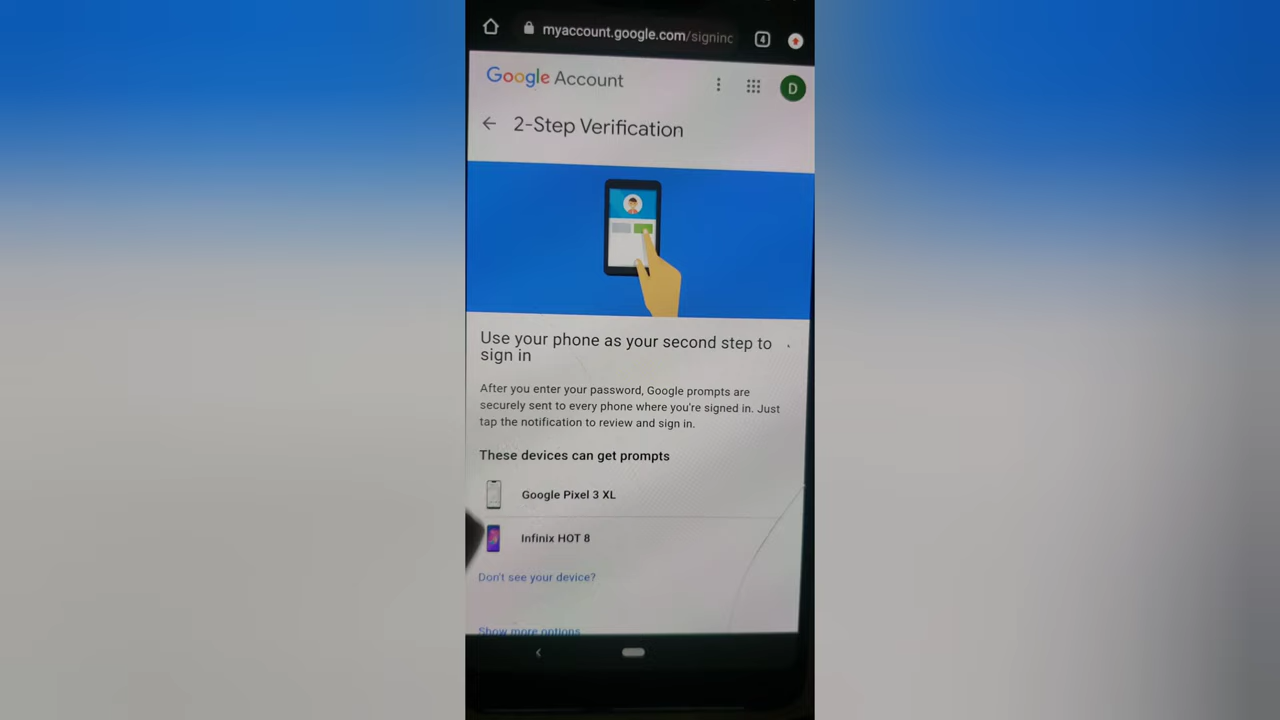 myaccount.google.com/signinc
4
Google Account
D
2-Step Verification
Use your phone as your second step to
sign in
After you enter your password, Google prompts are
securely sent to every phone where you're signed in. Just
tap the notification to review and sign in.
These devices can get prompts
Google Pixel 3 XL
Infinix HOT 8
Don't see your device?
Show more options